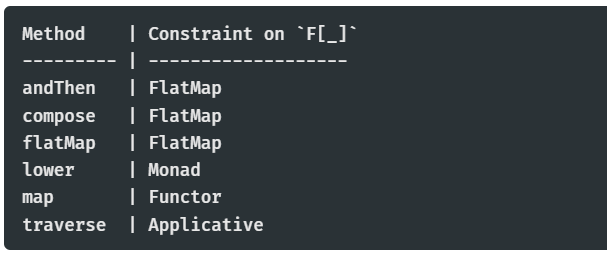 Method    | Constraint on `F[_]`
--------- | -------------------
andThen   | FlatMap
compose   | FlatMap
flatMap   | FlatMap
lower     | Monad
map       | Functor
traverse  | Applicative